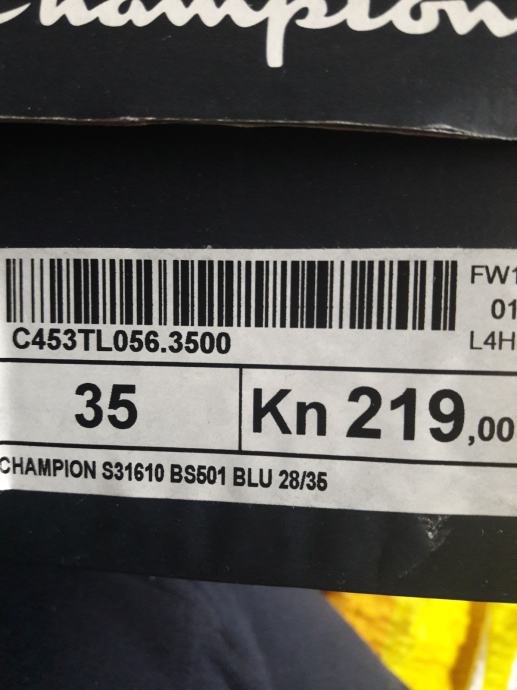 Champion
C453TL056.3500
FW1
01
L4H
35
Kn 219,00
CHAMPION S31610 BS501 BLU 28/35